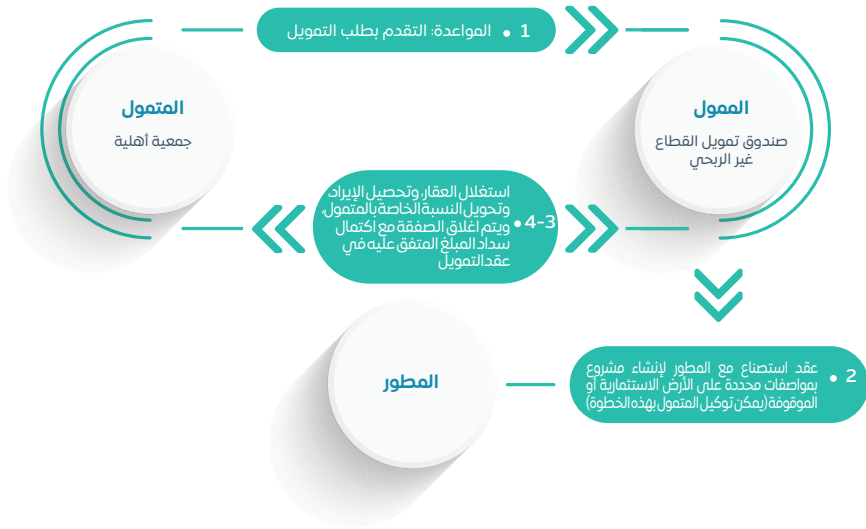 1 • المواعدة: التقدم بطلب التمويل
الممول
صندوق تمويل القطاع
غير الربحي
المتمول
جمعية أهلية
3-4 • استغلال العقار، وتحصيل الإيراد،
وتحويل النسبة الخاصة بالمتمول،
ويتم اغلاق الصفقة مع اكتمال
سداد المبلغ المتفق عليه في
عقد التمويل
2 • عقد استصناع مع المطور لإنشاء مشروع
بمواصفات محددة على الأرض الاستثمارية أو
الموقوفة (يمكن توكيل المتمول بهذه الخطوة)
المطور